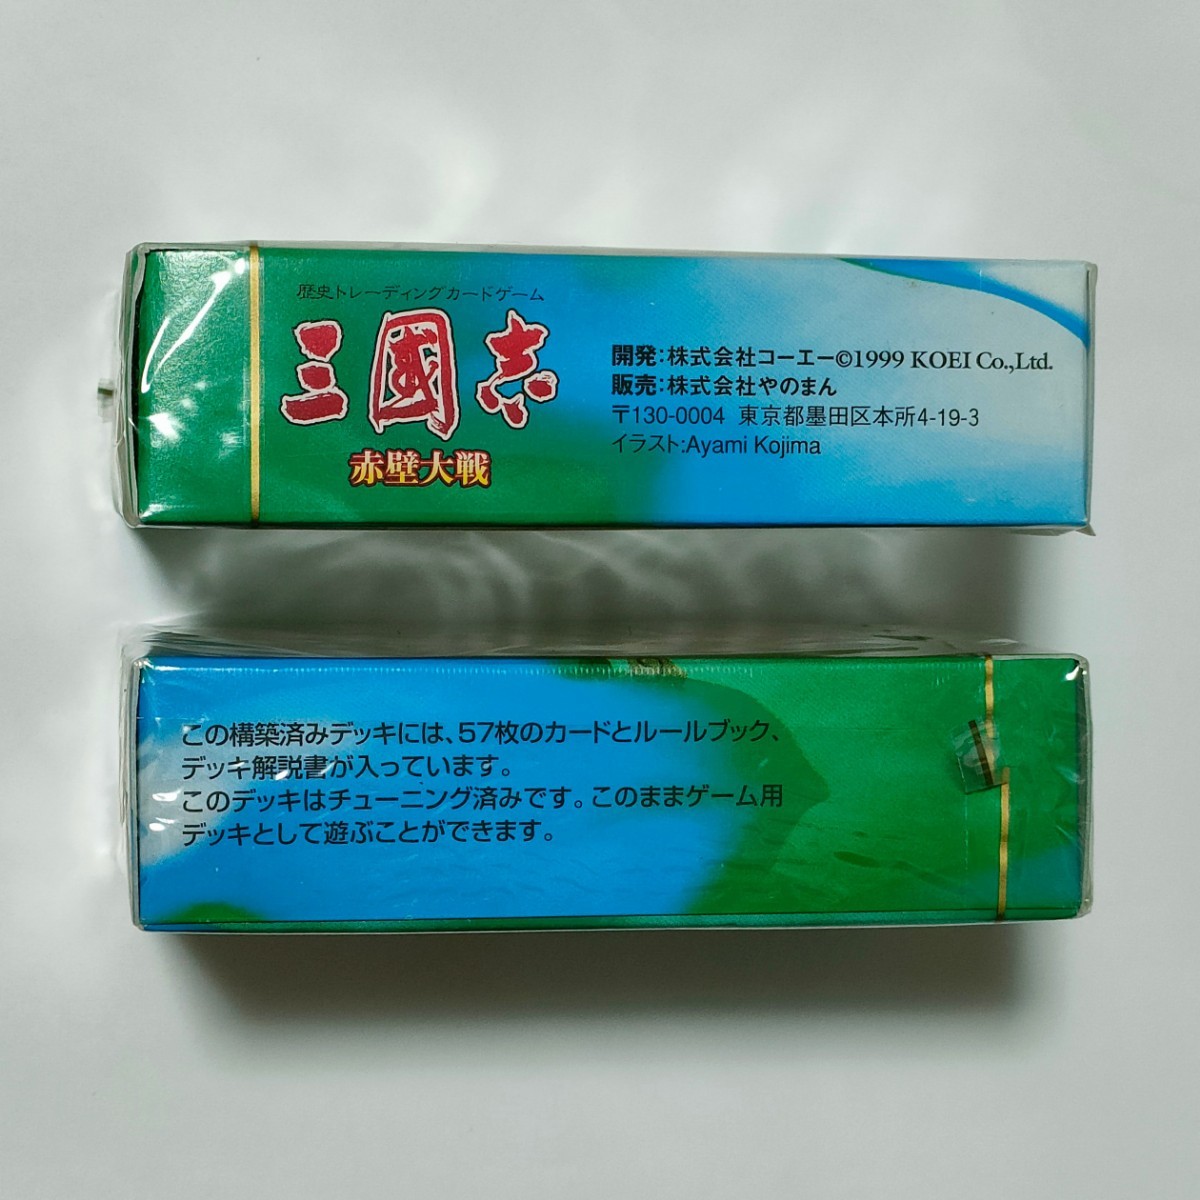 歴史トレーディングカードゲーム
三國志
赤壁大戦
開発:株式会社コーエー©1999 KOEI Co.,Ltd.
販売:株式会社やのまん
〒130-0004 東京都墨田区本所4-19-3
イラスト:Ayami Kojima
この構築済みデッキには、57枚のカードとルールブック、
デッキ解説書が入っています。
このデッキはチューニング済みです。このままゲーム用
デッキとして遊ぶことができます。